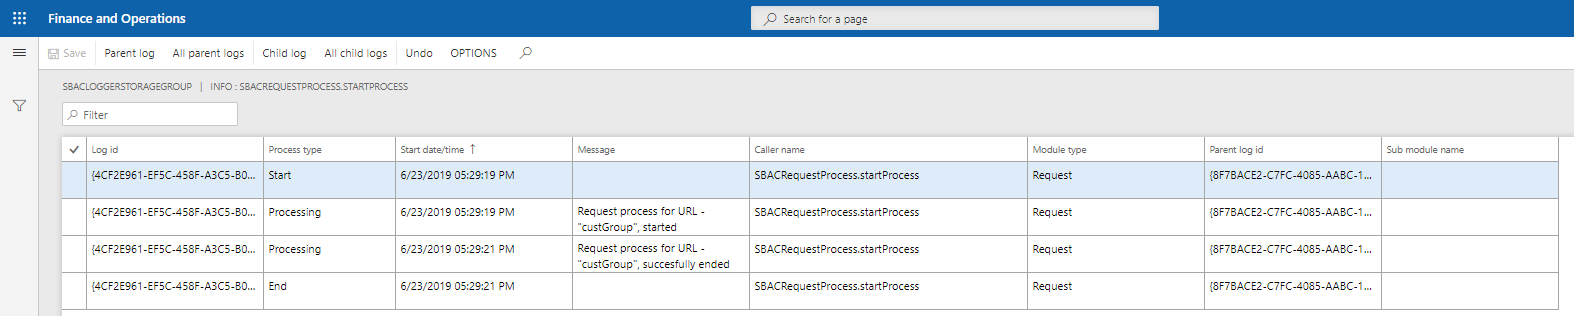 Finance and Operations
Search for a page
Save Parent log All parent logs Child log All child logs Undo OPTIONS
SBACLOGGERSTORAGEGROUP | INFO : SBACREQUESTPROCESS.STARTPROCESS
Filter
Log id Process type Start date/time ↑ Message Caller name Module type Parent log id Sub module name
{4CF2E961-EF5C-458F-A3C5-B0... Start 6/23/2019 05:29:19 PM SBACRequestProcess.startProcess Request {8F7BACE2-C7FC-4085-AABC-1...
{4CF2E961-EF5C-458F-A3C5-B0... Processing 6/23/2019 05:29:19 PM Request process for URL - SBACRequestProcess.startProcess Request {8F7BACE2-C7FC-4085-AABC-1...
"custGroup", started
{4CF2E961-EF5C-458F-A3C5-B0... Processing 6/23/2019 05:29:21 PM Request process for URL - SBACRequestProcess.startProcess Request {8F7BACE2-C7FC-4085-AABC-1...
"custGroup", succesfully ended
{4CF2E961-EF5C-458F-A3C5-B0... End 6/23/2019 05:29:21 PM SBACRequestProcess.startProcess Request {8F7BACE2-C7FC-4085-AABC-1...